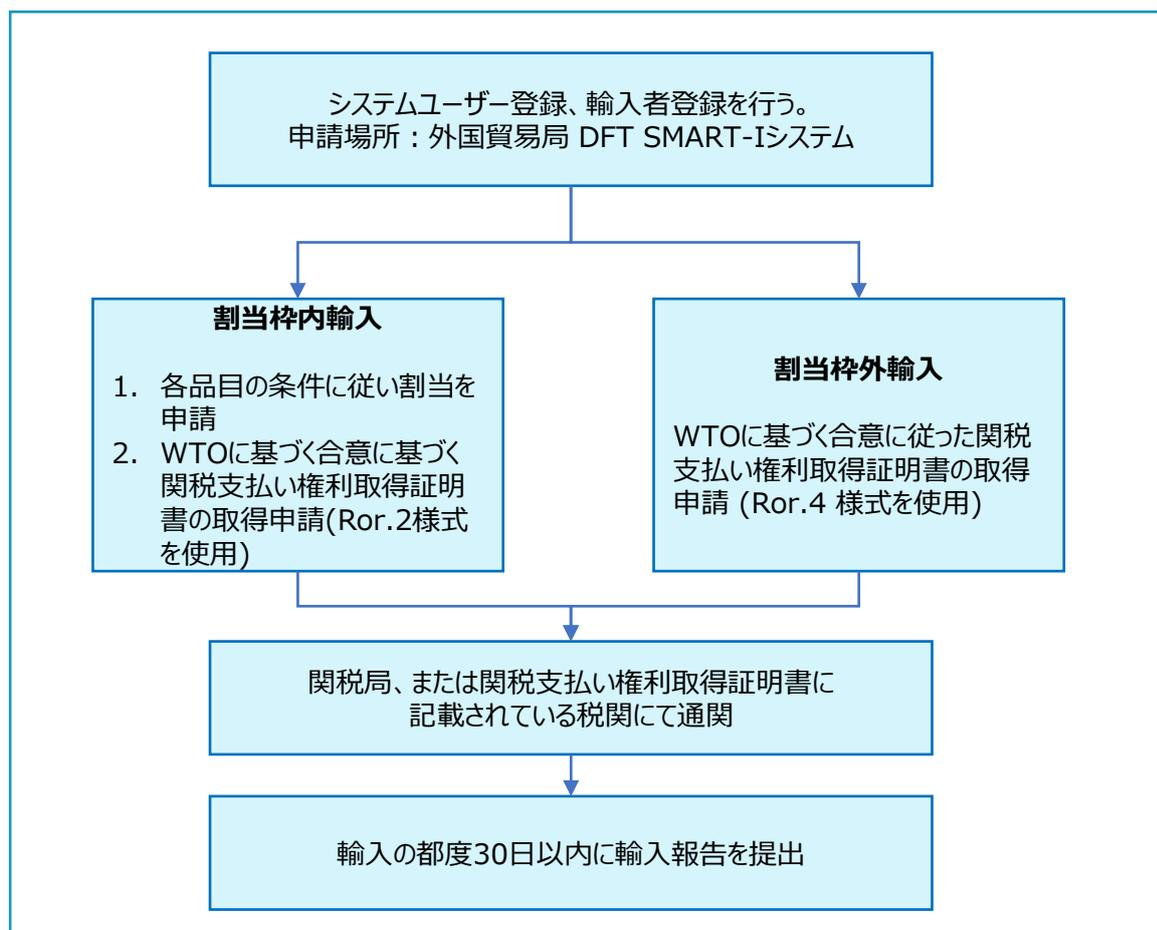 システムユーザー登録、輸入者登録を行う。
申請場所：外国貿易局 DFT SMART-Iシステム
割当枠内輸入
1. 各品目の条件に従い割当を
申請
2. WTOに基づく合意に基づく
関税支払い権利取得証明
書の取得申請(Ror.2様式
を使用)
割当枠外輸入
WTOに基づく合意に従った関税
支払い権利取得証明書の取得
申請 (Ror.4 様式を使用)
関税局、または関税支払い権利取得証明書に
記載されている税関にて通関
輸入の都度30日以内に輸入報告を提出